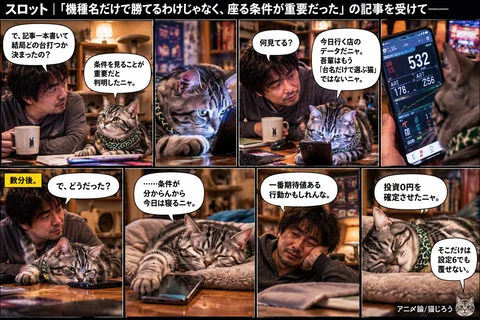 スロット｜「機種名だけで勝てるわけじゃなく、座る条件が重要だった」の記事を受けて──
で、記事一本書いて
結局どの台打つか
決まったの？
条件を見ることが
重要だと
判明したニャ。
何見てる？
今日行く店の
データだニャ。
吾輩はもう
「台名だけで選ぶ猫」
ではないニャ。
532
ART
178
256
数分後。
で、どうだった？
……条件が
分からんから
今日は寝るニャ。
一番期待値ある
行動かもしれんな。
投資0円を
確定させたニャ。
そこだけは
設定6でも
覆せない。
アニメ論/猫じろう